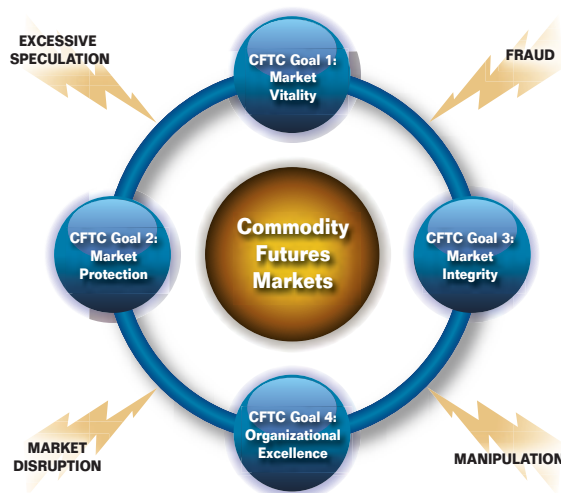 EXCESSIVE
SPECULATION
CFTC Goal 1:
Market
Vitality
FRAUD
CFTC Goal 2:
Market
Protection
Commodity
Futures
Markets
CFTC Goal 3:
Market
Integrity
MARKET
DISRUPTION
CFTC Goal 4:
Organizational
Excellence
MANIPULATION